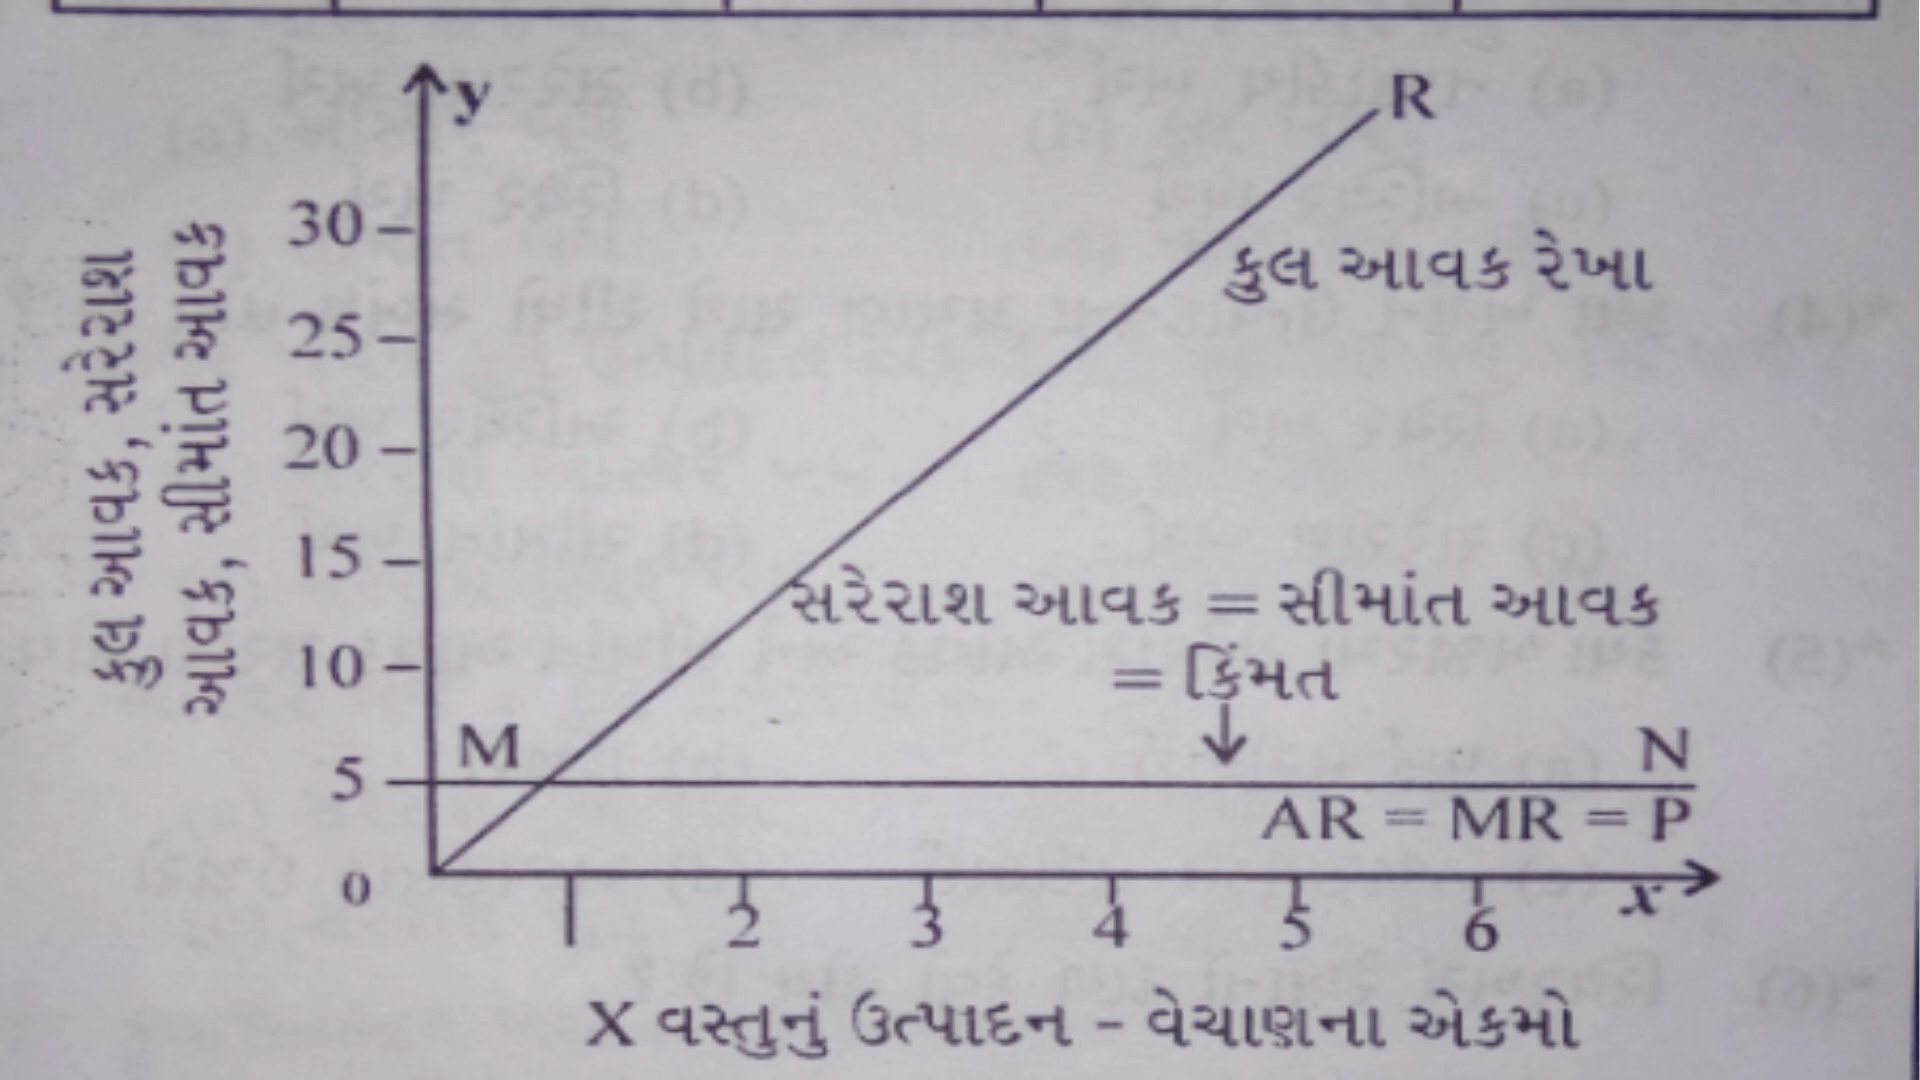 y
R
30
કુલ આવક રેખા
25
20
15
સરેરાશ આવક = સીમાંત આવક
= કિંમત
10
M
N
5
AR = MR = P
0
x
1 2 3 4 5 6
X વસ્તુનું ઉત્પાદન - વેચાણના એકમો
કુલ આવક, સરેરાશ
આવક, સીમાંત આવક